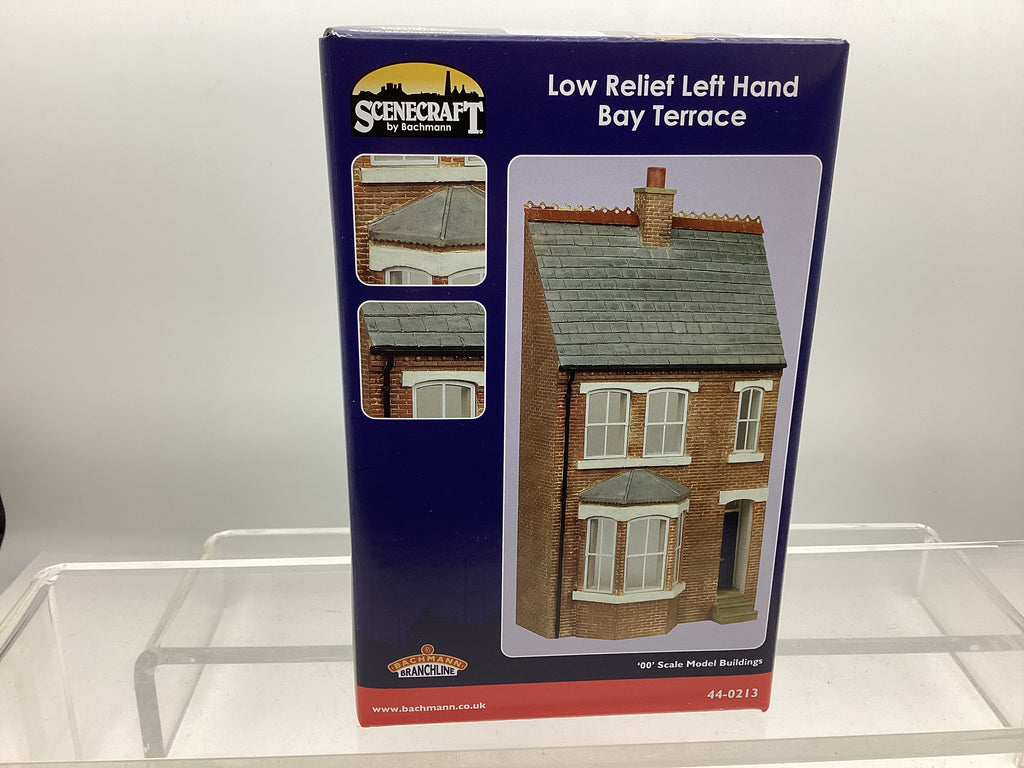 SCENECRAFT
by Bachmann
Low Relief Left Hand
Bay Terrace
BACHMANN
BRANCHLINE
'00' Scale Model Buildings
www.bachmann.co.uk
44-0213